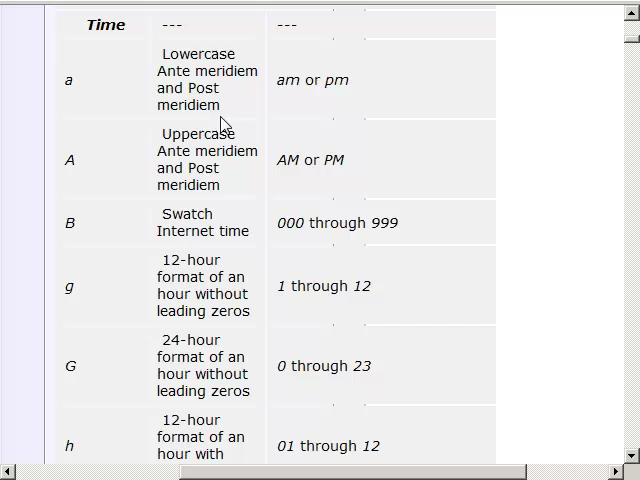 Time --- ---
a Lowercase Ante meridiem and Post meridiem am or pm
A Uppercase Ante meridiem and Post meridiem AM or PM
B Swatch Internet time 000 through 999
g 12-hour format of an hour without leading zeros 1 through 12
G 24-hour format of an hour without leading zeros 0 through 23
h 12-hour format of an hour with 01 through 12